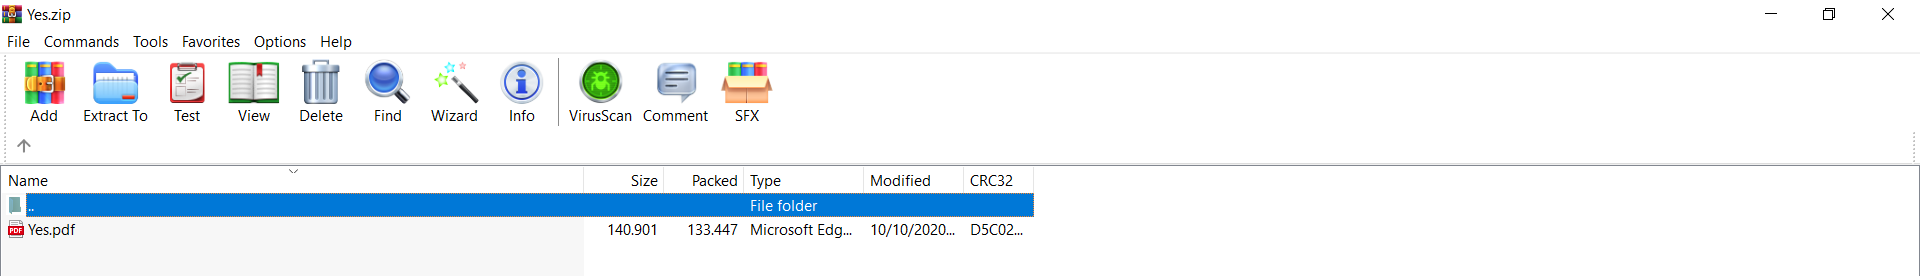 Yes.zip
File Commands Tools Favorites Options Help
Add Extract To Test View Delete Find Wizard Info VirusScan Comment SFX
Name Size Packed Type Modified CRC32
.. File folder
Yes.pdf 140.901 133.447 Microsoft Edg... 10/10/2020... D5C02...